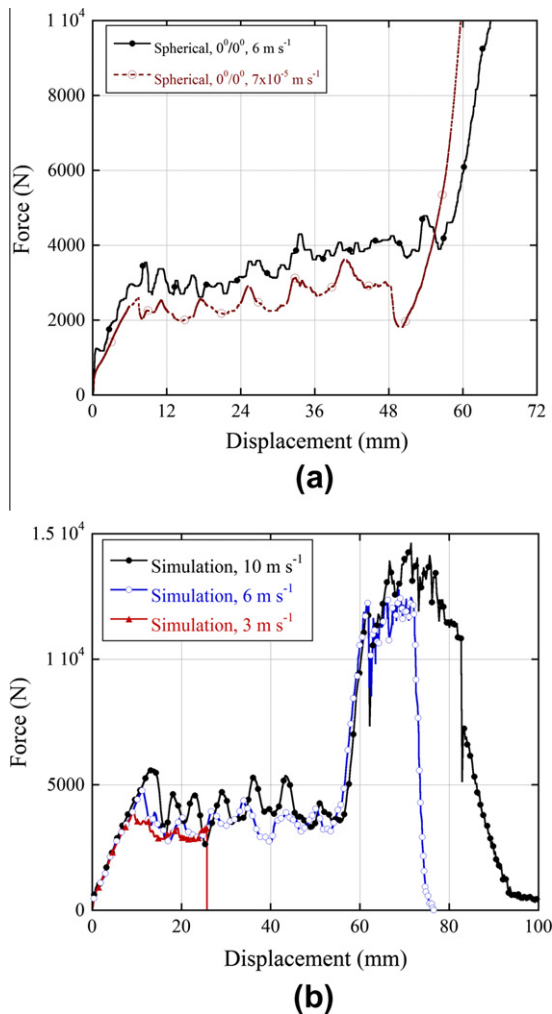 1 10⁴
Spherical, 0⁰/0⁰, 6 m s⁻¹
Spherical, 0⁰/0⁰, 7x10⁻⁵ m s⁻¹
8000
6000
4000
2000
0
Force (N)
0 12 24 36 48 60 72
Displacement (mm)
(a)
1.5 10⁴
Simulation, 10 m s⁻¹
Simulation, 6 m s⁻¹
Simulation, 3 m s⁻¹
1 10⁴
5000
0
Force (N)
0 20 40 60 80 100
Displacement (mm)
(b)